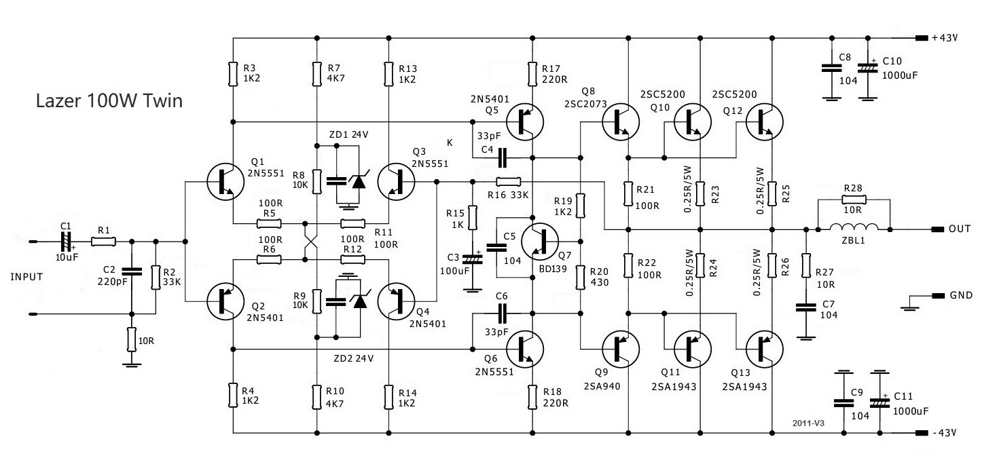 Lazer 100W Twin
+43V
R3
1K2
R7
4K7
R13
1K2
R17
220R
C8
104
C10
+
1000uF
2N5401
Q5
Q8
2SC2073
2SC5200
Q10
2SC5200
Q12
ZD1 24V
33pF
C4
K
Q1
2N5551
Q3
2N5551
R8
10K
R16 33K
R19
1K2
R21
100R
0.25R/5W
R23
0.25R/5W
R25
R28
10R
100R
R5
R11
100R
R15
1K
ZBL1
OUT
C1
+
10uF
R1
100R
R6
100R
R12
C5
104
Q7
BD139
C3
+
100uF
C2
220pF
R2
33K
INPUT
R20
430
R22
100R
0.25R/5W
R24
0.25R/5W
R26
R27
10R
C7
104
GND
Q2
2N5401
R9
10K
Q4
2N5401
C6
33pF
10R
ZD2 24V
Q6
2N5551
Q9
2SA940
Q11
2SA1943
Q13
2SA1943
R4
1K2
R10
4K7
R14
1K2
R18
220R
C9
104
C11
+
1000uF
2011-V3
-43V